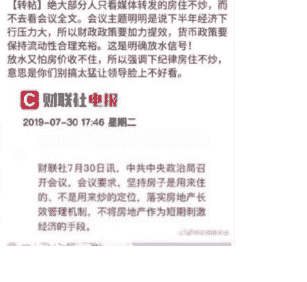 【转帖】绝大部分人只看媒体转发的房住不炒，而
不去看会议全文。会议主题明明是说下半年经济下
行压力大，所以财政政策要加力提效，货币政策要
保持流动性合理充裕。这是明确放水信号！
放水又怕房价收不住，所以强调下纪律房住不炒，
意思是你们别搞太猛让领导脸上不好看。
财联社电报
2019-07-30 17:46 星期二
财联社7月30日讯，中共中央政治局召
开会议，会议要求，坚持房子是用来住
的、不是用来炒的定位，落实房地产长
效管理机制，不将房地产作为短期刺激
经济的手段。